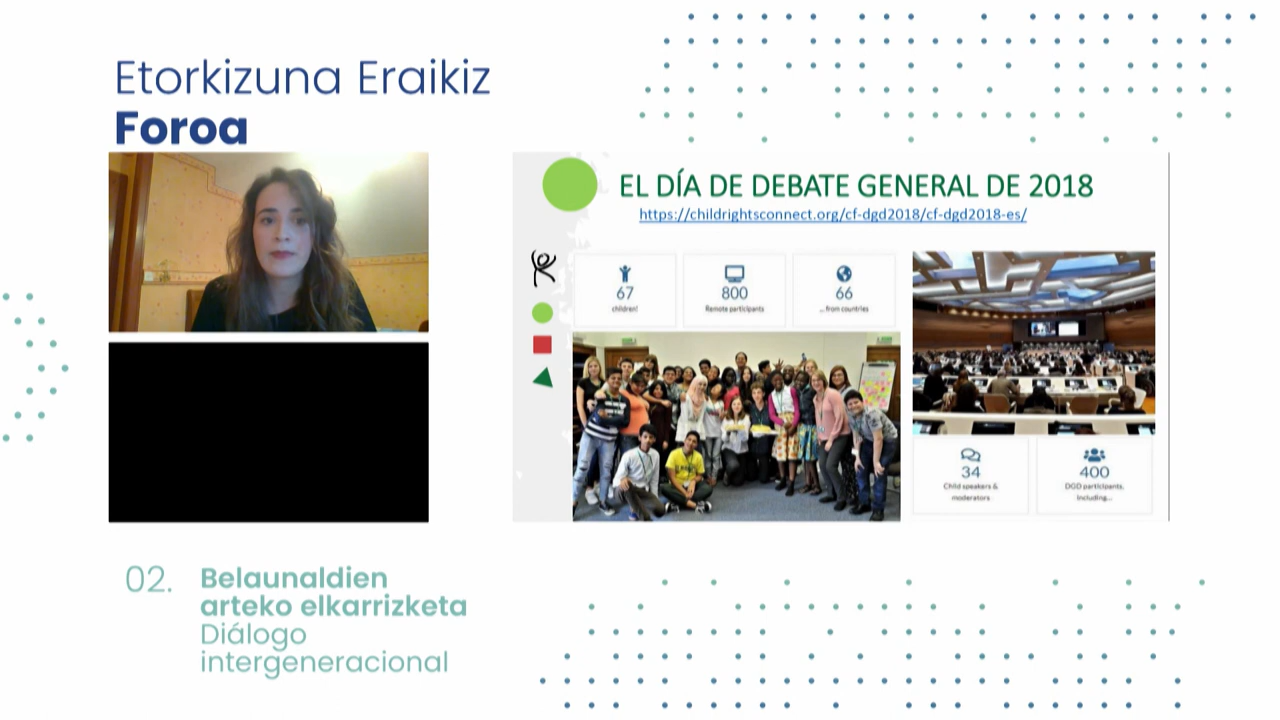 Etorkizuna Eraikiz
Foroa
EL DÍA DE DEBATE GENERAL DE 2018
https://childrightsconnect.org/cf-dgd2018/cf-dgd2018-es/
67
children!
800
Remote participants
66
...from countries
34
Child speakers &
moderators
400
DGD participants,
including...
02.
Belaunaldien
arteko elkarrizketa
Diálogo
intergeneracional